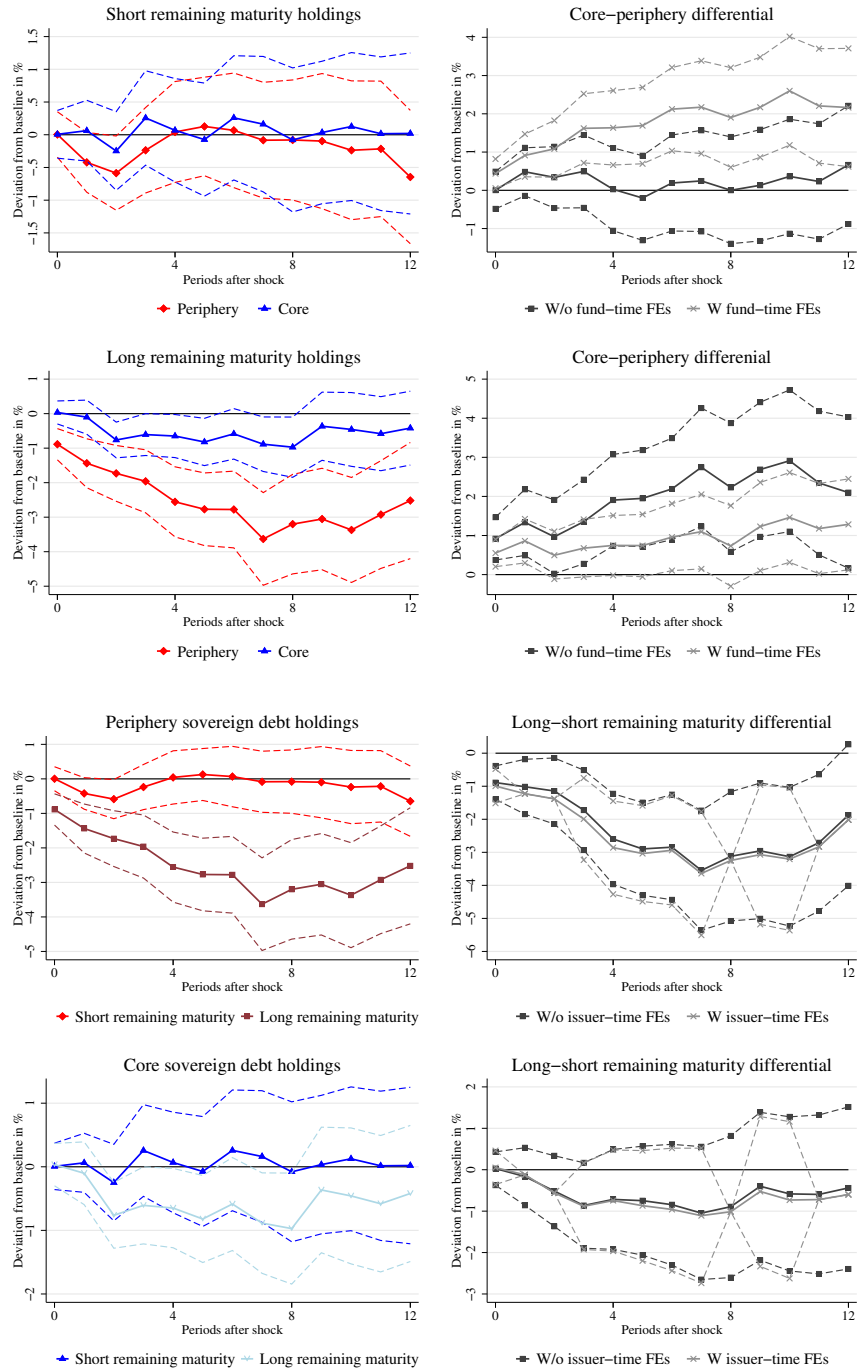 Short remaining maturity holdings
Deviation from baseline in %
1.5
1
.5
0
−.5
−1
−1.5
0 4 8 12
Periods after shock
Periphery Core
Core−periphery differential
Deviation from baseline in %
4
3
2
1
0
−1
0 4 8 12
Periods after shock
W/o fund−time FEs W fund−time FEs
Long remaining maturity holdings
Deviation from baseline in %
1
0
−1
−2
−3
−4
−5
0 4 8 12
Periods after shock
Periphery Core
Core−periphery differenial
Deviation from baseline in %
5
4
3
2
1
0
0 4 8 12
Periods after shock
W/o fund−time FEs W fund−time FEs
Periphery sovereign debt holdings
Deviation from baseline in %
1
0
−1
−2
−3
−4
−5
0 4 8 12
Periods after shock
Short remaining maturity Long remaining maturity
Long−short remaining maturity differential
Deviation from baseline in %
0
−1
−2
−3
−4
−5
−6
0 4 8 12
Periods after shock
W/o issuer−time FEs W issuer−time FEs
Core sovereign debt holdings
Deviation from baseline in %
1
0
−1
−2
0 4 8 12
Periods after shock
Short remaining maturity Long remaining maturity
Long−short remaining maturity differential
Deviation from baseline in %
2
1
0
−1
−2
−3
0 4 8 12
Periods after shock
W/o issuer−time FEs W issuer−time FEs